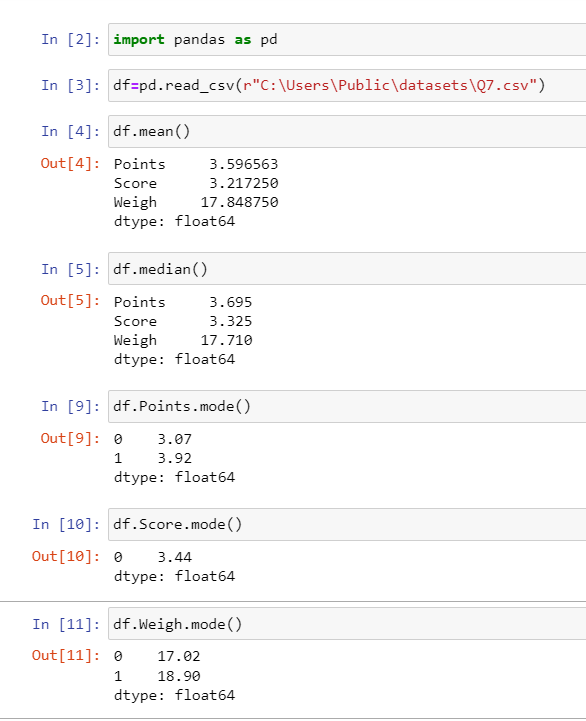 In [2]: import pandas as pd
In [3]: df=pd.read_csv(r"C:\Users\Public\datasets\Q7.csv")
In [4]: df.mean()
Out[4]: Points     3.596563
Score      3.217250
Weigh     17.848750
dtype: float64
In [5]: df.median()
Out[5]: Points     3.695
Score      3.325
Weigh     17.710
dtype: float64
In [9]: df.Points.mode()
Out[9]: 0    3.07
1    3.92
dtype: float64
In [10]: df.Score.mode()
Out[10]: 0    3.44
dtype: float64
In [11]: df.Weigh.mode()
Out[11]: 0    17.02
1    18.90
dtype: float64